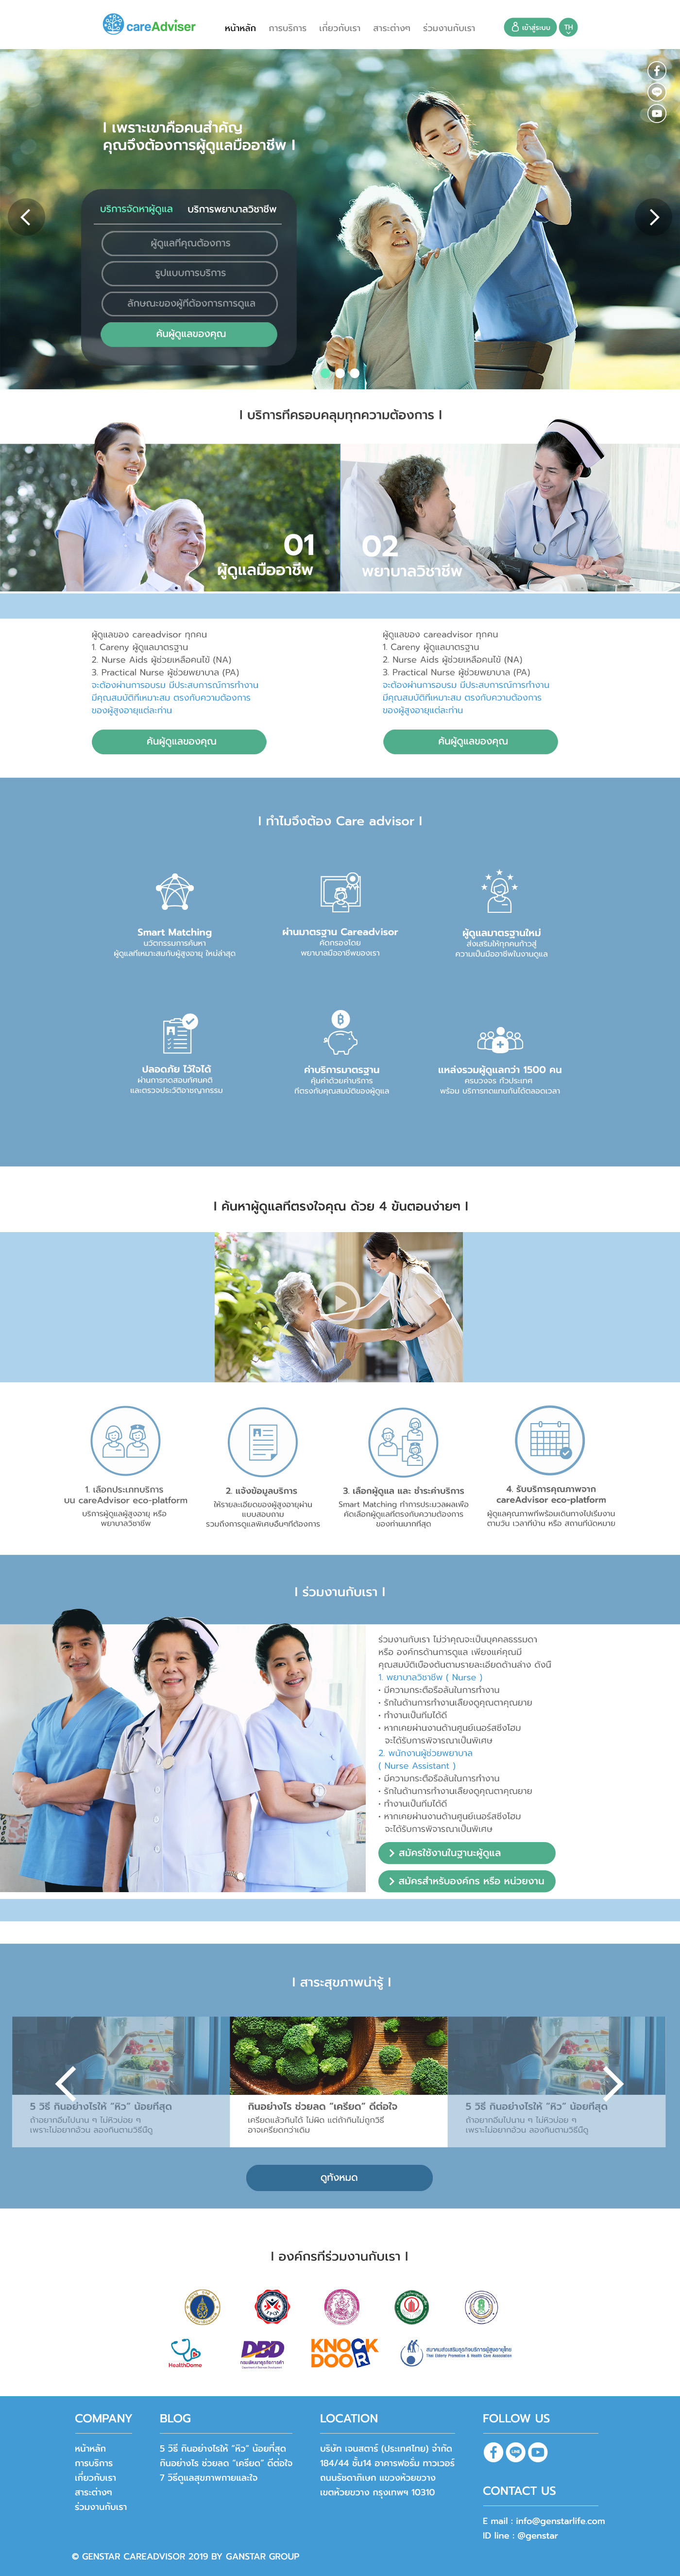 careAdviser
หน้าหลัก การบริการ เกี่ยวกับเรา สาระต่างๆ ร่วมงานกับเรา
เข้าสู่ระบบ TH
I เพราะเขาคือคนสำคัญ
คุณจึงต้องการผู้ดูแลมืออาชีพ I
บริการจัดหาผู้ดูแล บริการพยาบาลวิชาชีพ
ผู้ดูแลที่คุณต้องการ
รูปแบบการบริการ
ลักษณะของผู้ที่ต้องการการดูแล
ค้นผู้ดูแลของคุณ
I บริการที่ครอบคลุมทุกความต้องการ I
01
ผู้ดูแลมืออาชีพ
02
พยาบาลวิชาชีพ
ผู้ดูแลของ careadvisor ทุกคน
1. Careny ผู้ดูแลมาตรฐาน
2. Nurse Aids ผู้ช่วยเหลือคนไข้ (NA)
3. Practical Nurse ผู้ช่วยพยาบาล (PA)
จะต้องผ่านการอบรม มีประสบการณ์การทำงาน
มีคุณสมบัติที่เหมาะสม ตรงกับความต้องการ
ของผู้สูงอายุแต่ละท่าน
ค้นผู้ดูแลของคุณ
ผู้ดูแลของ careadvisor ทุกคน
1. Careny ผู้ดูแลมาตรฐาน
2. Nurse Aids ผู้ช่วยเหลือคนไข้ (NA)
3. Practical Nurse ผู้ช่วยพยาบาล (PA)
จะต้องผ่านการอบรม มีประสบการณ์การทำงาน
มีคุณสมบัติที่เหมาะสม ตรงกับความต้องการ
ของผู้สูงอายุแต่ละท่าน
ค้นผู้ดูแลของคุณ
I ทำไมจึงต้อง Care advisor I
Smart Matching
นวัตกรรมการค้นหา
ผู้ดูแลที่เหมาะสมกับผู้สูงอายุ ใหม่ล่าสุด
ผ่านมาตรฐาน Careadvisor
คัดกรองโดย
พยาบาลมืออาชีพของเรา
ผู้ดูแลมาตรฐานใหม่
ส่งเสริมให้ทุกคนก้าวสู่
ความเป็นมืออาชีพในงานดูแล
ปลอดภัย ไว้ใจได้
ผ่านการทดสอบทัศนคติ
และตรวจประวัติอาชญากรรม
ค่าบริการมาตรฐาน
คุ้มค่าด้วยค่าบริการ
ที่ตรงกับคุณสมบัติของผู้ดูแล
แหล่งรวมผู้ดูแลกว่า 1500 คน
ครบวงจร ทั่วประเทศ
พร้อม บริการทดแทนกันได้ตลอดเวลา
I ค้นหาผู้ดูแลที่ตรงใจคุณ ด้วย 4 ขั้นตอนง่ายๆ I
1. เลือกประเภทบริการ
บน careAdvisor eco-platform
บริการผู้ดูแลผู้สูงอายุ หรือ
พยาบาลวิชาชีพ
2. แจ้งข้อมูลบริการ
ให้รายละเอียดของผู้สูงอายุผ่าน
แบบสอบถาม
รวมถึงการดูแลพิเศษอื่นๆที่ต้องการ
3. เลือกผู้ดูแล และ ชำระค่าบริการ
Smart Matching ทำการประมวลผลเพื่อ
คัดเลือกผู้ดูแลที่ตรงกับความต้องการ
ของท่านมากที่สุด
4. รับบริการคุณภาพจาก
careAdvisor eco-platform
ผู้ดูแลคุณภาพที่พร้อมเดินทางไปเริ่มงาน
ตามวัน เวลาที่บ้าน หรือ สถานที่นัดหมาย
I ร่วมงานกับเรา I
ร่วมงานกับเรา ไม่ว่าคุณจะเป็นบุคคลธรรมดา
หรือ องค์กรด้านการดูแล เพียงแค่คุณมี
คุณสมบัติเบื้องต้นตามรายละเอียดด้านล่าง ดังนี้
1. พยาบาลวิชาชีพ ( Nurse )
• มีความกระตือรือล้นในการทำงาน
• รักในด้านการทำงานเลี้ยงดูคุณตาคุณยาย
• ทำงานเป็นทีมได้ดี
• หากเคยผ่านงานด้านศูนย์เนอร์สซิ่งโฮม
จะได้รับการพิจารณาเป็นพิเศษ
2. พนักงานผู้ช่วยพยาบาล
( Nurse Assistant )
• มีความกระตือรือล้นในการทำงาน
• รักในด้านการทำงานเลี้ยงดูคุณตาคุณยาย
• ทำงานเป็นทีมได้ดี
• หากเคยผ่านงานด้านศูนย์เนอร์สซิ่งโฮม
จะได้รับการพิจารณาเป็นพิเศษ
สมัครใช้งานในฐานะผู้ดูแล
สมัครสำหรับองค์กร หรือ หน่วยงาน
I สาระสุขภาพน่ารู้ I
5 วิธี กินอย่างไรให้ "หิว" น้อยที่สุด
ถ้าอยากอิ่มไปนาน ๆ ไม่หิวบ่อย ๆ
เพราะไม่อยากอ้วน ลองกินตามวิธีนี้ดู
กินอย่างไร ช่วยลด "เครียด" ดีต่อใจ
เครียดแล้วกินได้ ไม่ผิด แต่ถ้ากินไม่ถูกวิธี
อาจเครียดกว่าเดิม
5 วิธี กินอย่างไรให้ "หิว" น้อยที่สุด
ถ้าอยากอิ่มไปนาน ๆ ไม่หิวบ่อย ๆ
เพราะไม่อยากอ้วน ลองกินตามวิธีนี้ดู
ดูทั้งหมด
I องค์กรที่ร่วมงานกับเรา I
HealthDome
DBD
กรมพัฒนาธุรกิจการค้า
KNOCK
DOOR
สมาคมส่งเสริมธุรกิจบริการผู้สูงอายุไทย
Thai Elderly Promotion & Health Care Association
COMPANY
หน้าหลัก
การบริการ
เกี่ยวกับเรา
สาระต่างๆ
ร่วมงานกับเรา
BLOG
5 วิธี กินอย่างไรให้ "หิว" น้อยที่สุด
กินอย่างไร ช่วยลด "เครียด" ดีต่อใจ
7 วิธีดูแลสุขภาพกายและใจ
LOCATION
บริษัท เจนสตาร์ (ประเทศไทย) จำกัด
184/44 ชั้น14 อาคารฟอรั่ม ทาวเวอร์
ถนนรัชดาภิเษก แขวงห้วยขวาง
เขตห้วยขวาง กรุงเทพฯ 10310
FOLLOW US
CONTACT US
E mail : info@genstarlife.com
ID line : @genstar
© GENSTAR CAREADVISOR 2019 BY GANSTAR GROUP